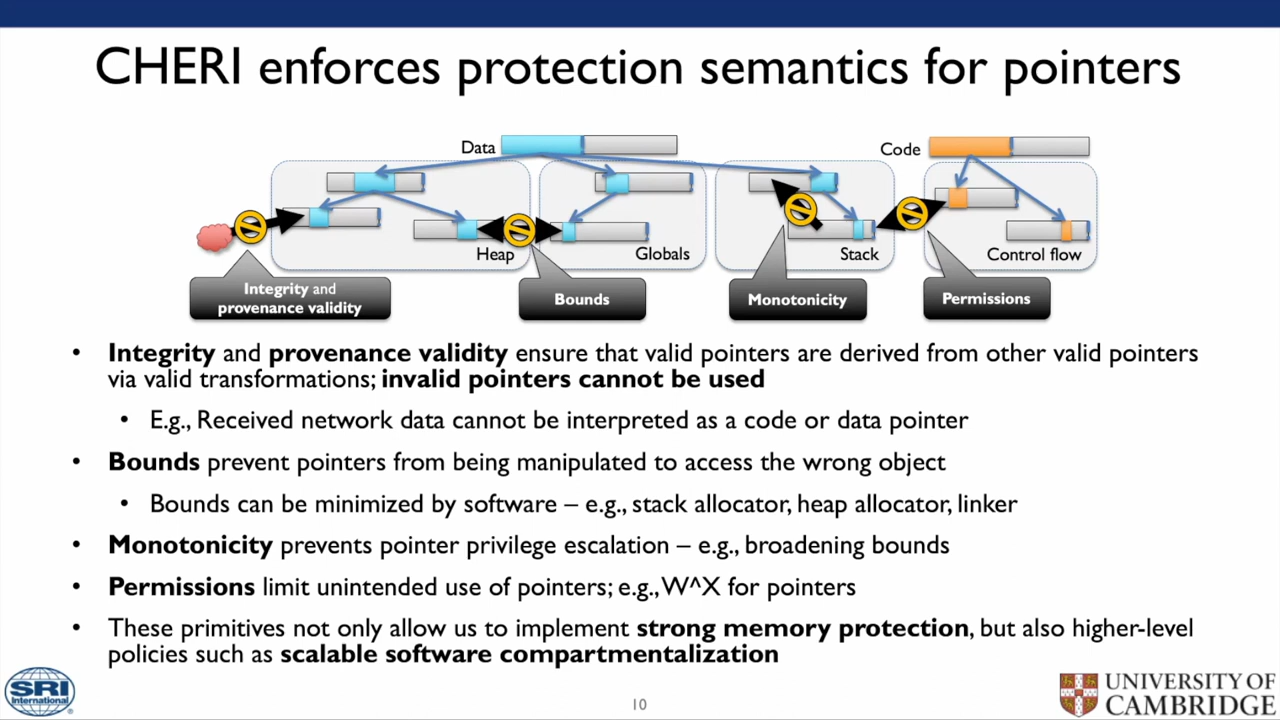 CHERI enforces protection semantics for pointers
Data
Code
Heap
Globals
Stack
Control flow
Integrity and
provenance validity
Bounds
Monotonicity
Permissions
• Integrity and provenance validity ensure that valid pointers are derived from other valid pointers
via valid transformations; invalid pointers cannot be used
• E.g., Received network data cannot be interpreted as a code or data pointer
• Bounds prevent pointers from being manipulated to access the wrong object
• Bounds can be minimized by software – e.g., stack allocator, heap allocator, linker
• Monotonicity prevents pointer privilege escalation – e.g., broadening bounds
• Permissions limit unintended use of pointers; e.g., W^X for pointers
• These primitives not only allow us to implement strong memory protection, but also higher-level
policies such as scalable software compartmentalization
SRI
International
®
10
UNIVERSITY OF
CAMBRIDGE